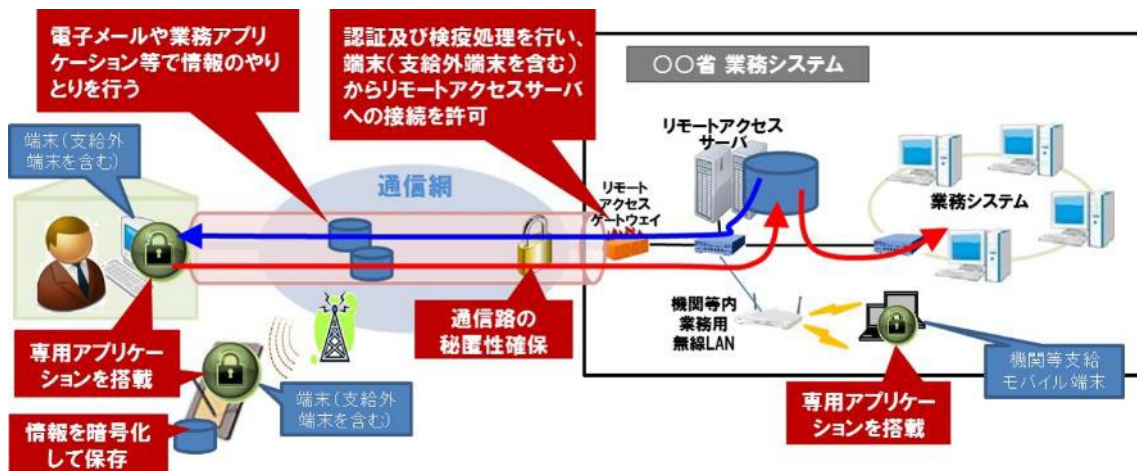 電子メールや業務アプリ
ケーション等で情報のやり
とりを行う
認証及び検疫処理を行い、
端末(支給外端末を含む)
からリモートアクセスサーバ
への接続を許可
〇〇省 業務システム
端末(支給外
端末を含む)
通信網
リモート
アクセス
ゲートウェイ
リモートアクセス
サーバ
業務システム
専用アプリケー
ションを搭載
通信路の
秘匿性確保
機関等内
業務用
無線LAN
機関等支給
モバイル端末
専用アプリケー
ションを搭載
端末(支給外
端末を含む)
情報を暗号化
して保存